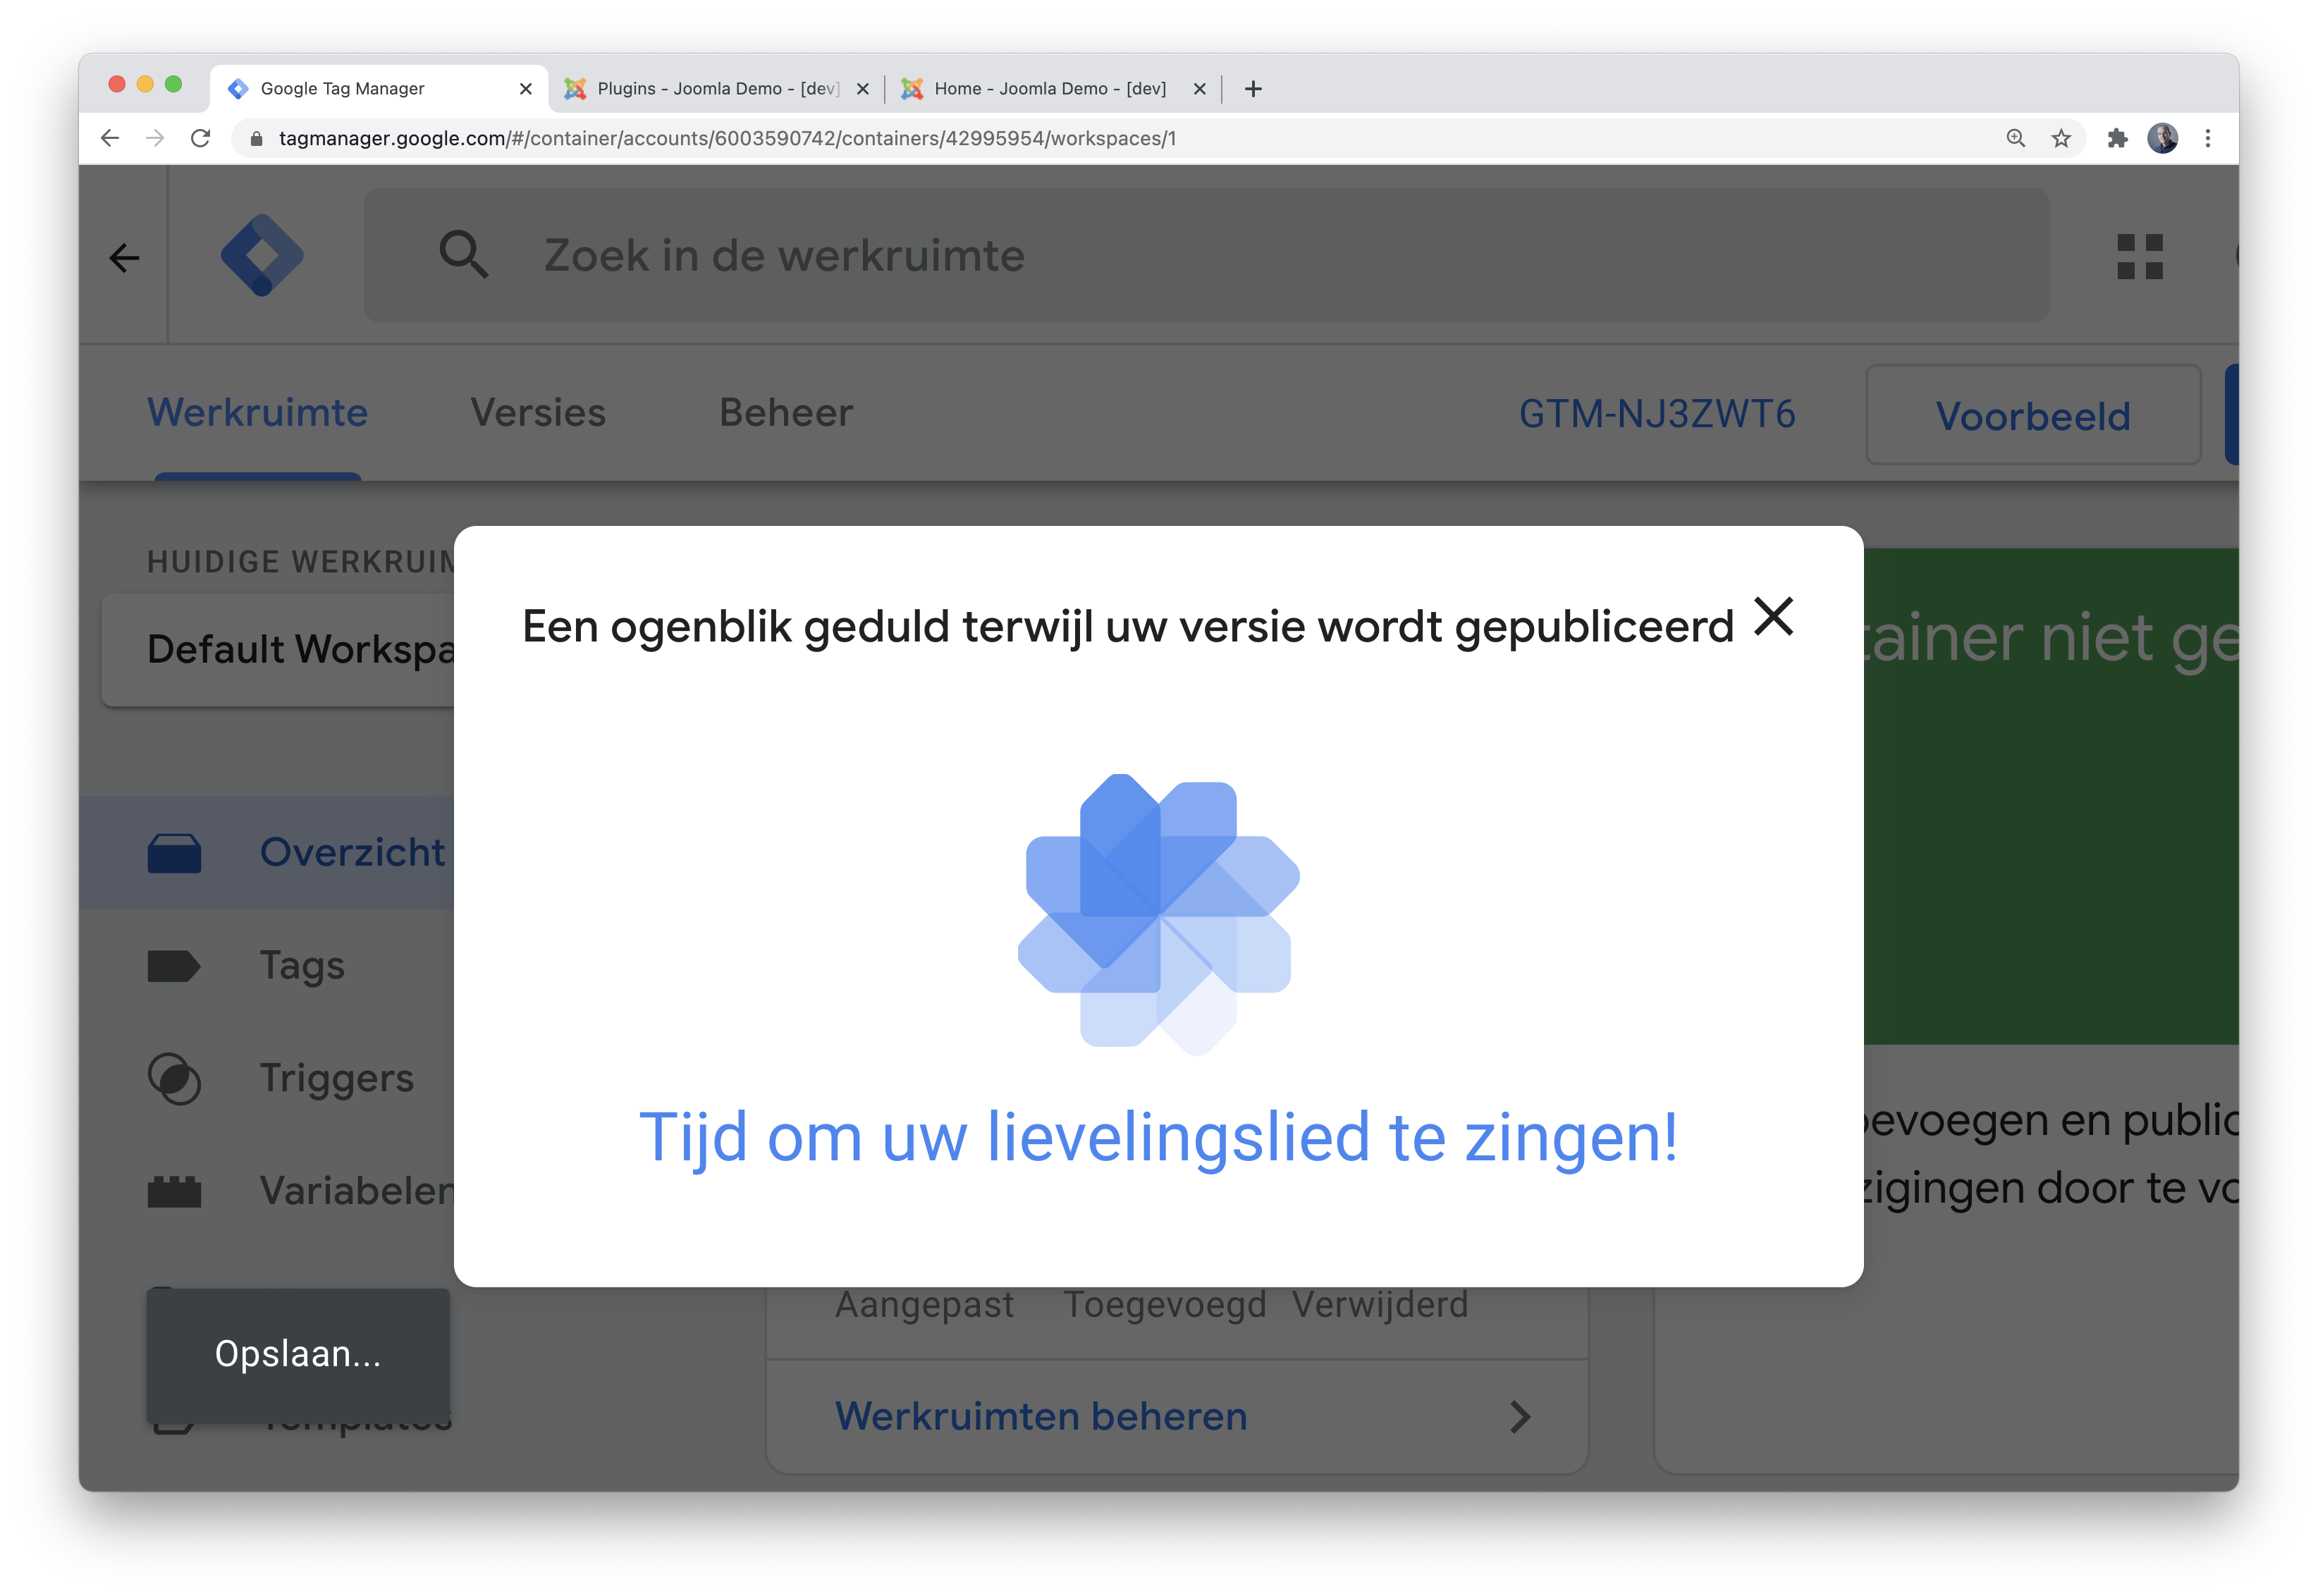 Google Tag Manager
Plugins - Joomla Demo - [dev]
Home - Joomla Demo - [dev]
tagmanager.google.com/#/container/accounts/6003590742/containers/42995954/workspaces/1
Zoek in de werkruimte
Werkruimte
Versies
Beheer
GTM-NJ3ZWT6
Voorbeeld
HUIDIGE WERKRUIM
Default Workspa
Een ogenblik geduld terwijl uw versie wordt gepubliceerd
tainer niet ge
Overzicht
Tags
Triggers
Tijd om uw lievelingslied te zingen!
evoegen en public
Variabelen
zigingen door te vo
Aangepast
Toegevoegd
Verwijderd
Opslaan...
Templates
Werkruimten beheren